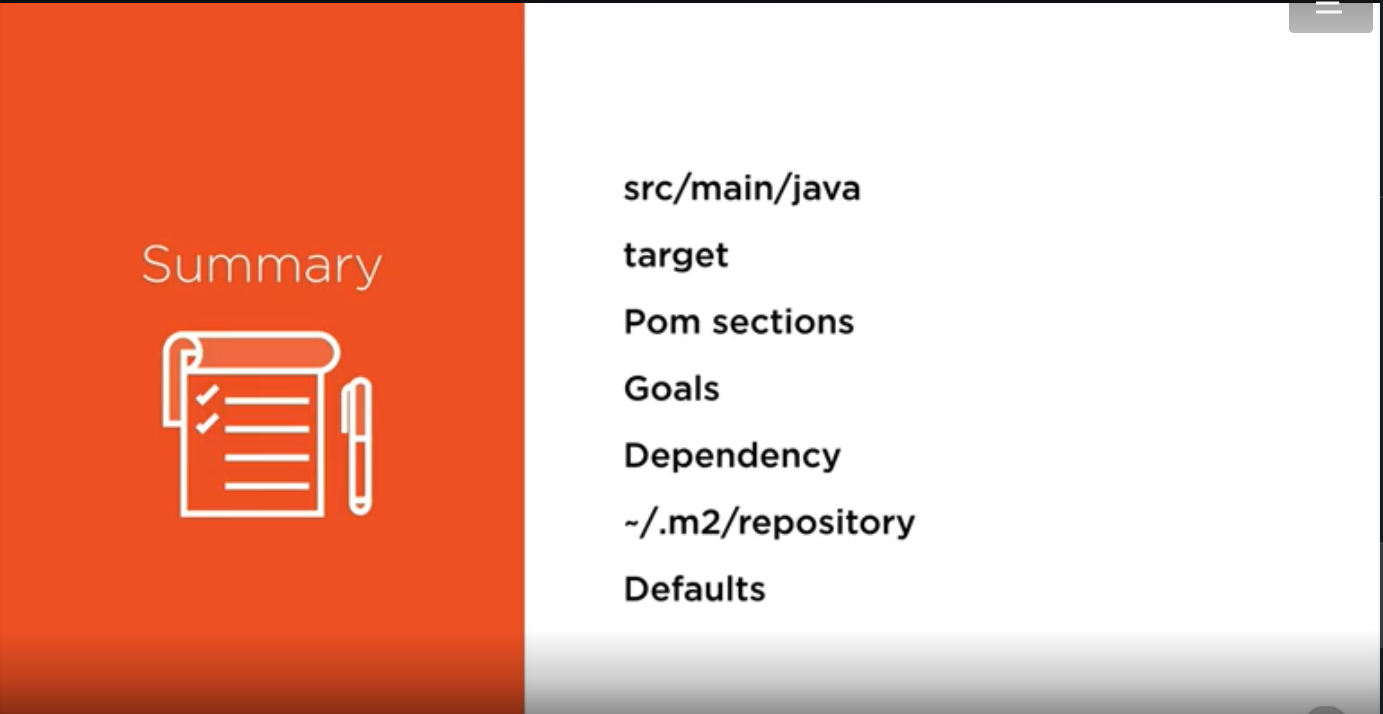 Summary
src/main/java
target
Pom sections
Goals
Dependency
~/.m2/repository
Defaults